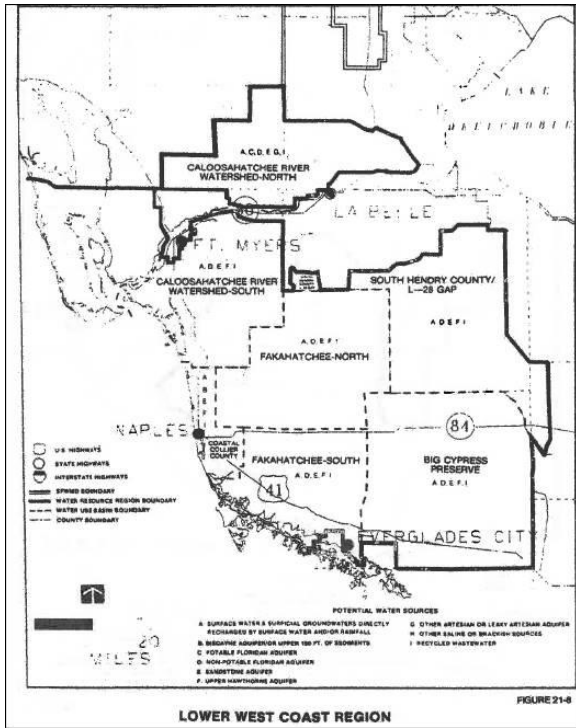 LAKE
OKEECHOBEE
A.C.D.E.G.I
CALOOSAHATCHEE RIVER
WATERSHED-NORTH
80
LA BELLE
FT. MYERS
A.D.E.F.I
CALOOSAHATCHEE RIVER
WATERSHED-SOUTH
SOUTH HENDRY COUNTY/
L-28 GAP
A D E F I
A.D.E.F.I
FAKAHATCHEE-NORTH
NAPLES
84
COASTAL
COLLIER
COUNTY
FAKAHATCHEE-SOUTH
A.D.E.F.I
BIG CYPRESS
PRESERVE
A.D.E.F.I
41
EVERGLADES CITY
U.S HIGHWAYS
STATE HIGHWAYS
INTERSTATE HIGHWAYS
SFWMD BOUNDARY
WATER RESOURCE REGION BOUNDARY
WATER USE BASIN BOUNDARY
COUNTY BOUNDARY
20
MILES
POTENTIAL WATER SOURCES
A SURFACE WATER & SURFICIAL GROUNDWATERS DIRECTLY
RECHARGED BY SURFACE WATER AND/OR RAINFALL
B. BISCAYNE AQUIFER/OR UPPER 150 FT. OF SEDIMENTS
C POTABLE FLORIDAN AQUIFER
D NON-POTABLE FLORIDAN AQUIFER
E SANDSTONE AQUIFER
F. UPPER HAWTHORNE AQUIFER
G OTHER ARTESIAN OR LEAKY ARTESIAN AQUIFER
H OTHER SALINE OR BRACKISH SOURCES
I RECYCLED WASTEWATER
FIGURE 21-8
LOWER WEST COAST REGION